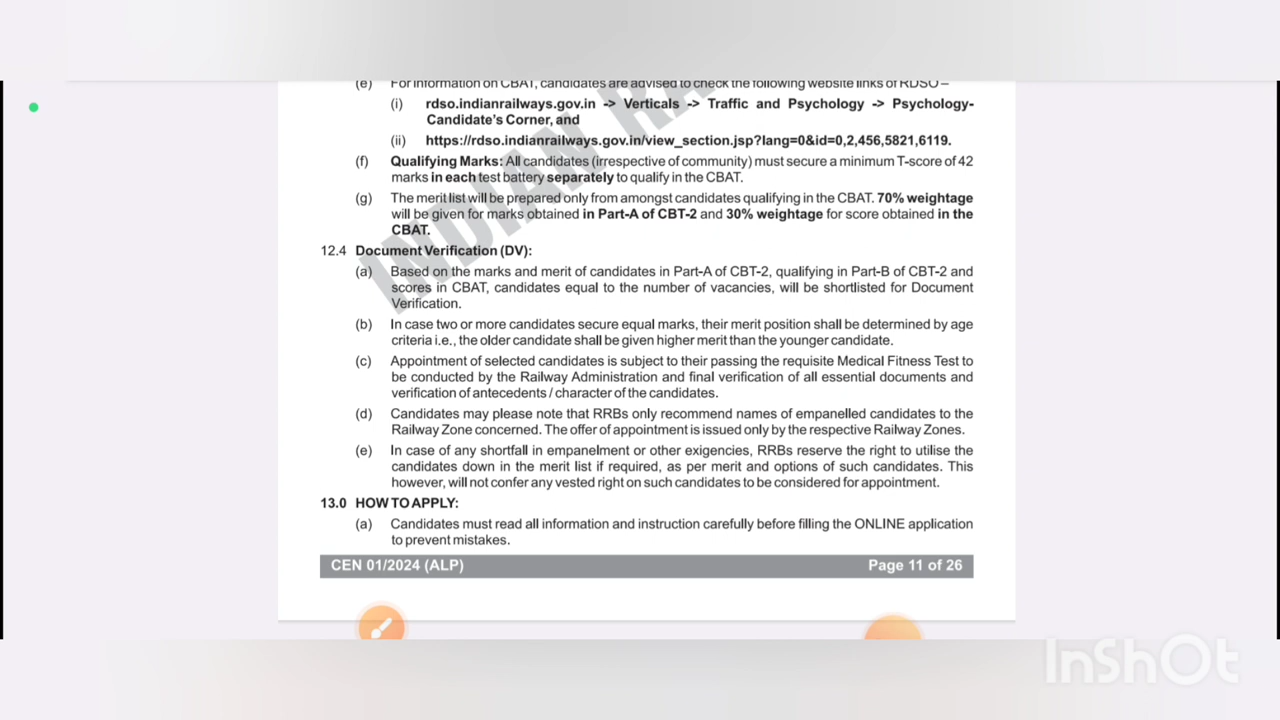 (e) For information on CBAT, candidates are advised to check the following website links of RDSO –
(i) rdso.indianrailways.gov.in -> Verticals -> Traffic and Psychology -> Psychology-
Candidate's Corner, and
(ii) https://rdso.indianrailways.gov.in/view_section.jsp?lang=0&id=0,2,456,5821,6119.
(f) Qualifying Marks: All candidates (irrespective of community) must secure a minimum T-score of 42
marks in each test battery separately to qualify in the CBAT.
(g) The merit list will be prepared only from amongst candidates qualifying in the CBAT. 70% weightage
will be given for marks obtained in Part-A of CBT-2 and 30% weightage for score obtained in the
CBAT.
12.4 Document Verification (DV):
(a) Based on the marks and merit of candidates in Part-A of CBT-2, qualifying in Part-B of CBT-2 and
scores in CBAT, candidates equal to the number of vacancies, will be shortlisted for Document
Verification.
(b) In case two or more candidates secure equal marks, their merit position shall be determined by age
criteria i.e., the older candidate shall be given higher merit than the younger candidate.
(c) Appointment of selected candidates is subject to their passing the requisite Medical Fitness Test to
be conducted by the Railway Administration and final verification of all essential documents and
verification of antecedents / character of the candidates.
(d) Candidates may please note that RRBs only recommend names of empanelled candidates to the
Railway Zone concerned. The offer of appointment is issued only by the respective Railway Zones.
(e) In case of any shortfall in empanelment or other exigencies, RRBs reserve the right to utilise the
candidates down in the merit list if required, as per merit and options of such candidates. This
however, will not confer any vested right on such candidates to be considered for appointment.
13.0 HOW TO APPLY:
(a) Candidates must read all information and instruction carefully before filling the ONLINE application
to prevent mistakes.
CEN 01/2024 (ALP) Page 11 of 26
INDIAN RA
InShOt